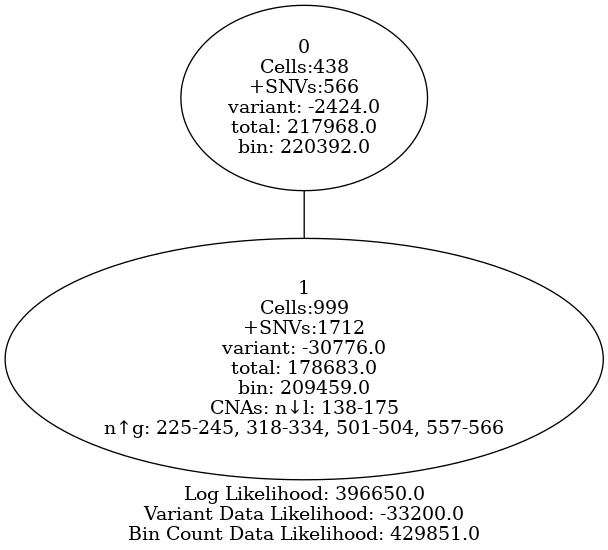 0
Cells:438
+SNVs:566
variant: -2424.0
total: 217968.0
bin: 220392.0
1
Cells:999
+SNVs:1712
variant: -30776.0
total: 178683.0
bin: 209459.0
CNAs: n↓l: 138-175
n↑g: 225-245, 318-334, 501-504, 557-566
Log Likelihood: 396650.0
Variant Data Likelihood: -33200.0
Bin Count Data Likelihood: 429851.0